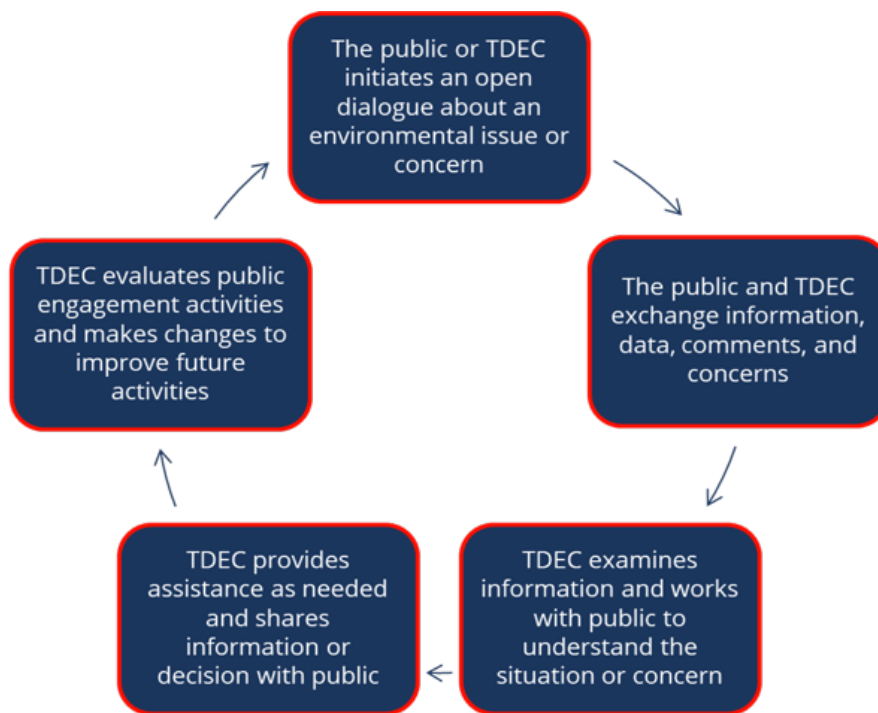 The public or TDEC
initiates an open
dialogue about an
environmental issue or
concern
The public and TDEC
exchange information,
data, comments, and
concerns
TDEC examines
information and works
with public to
understand the
situation or concern
TDEC provides
assistance as needed
and shares
information or
decision with public
TDEC evaluates public
engagement activities
and makes changes to
improve future
activities